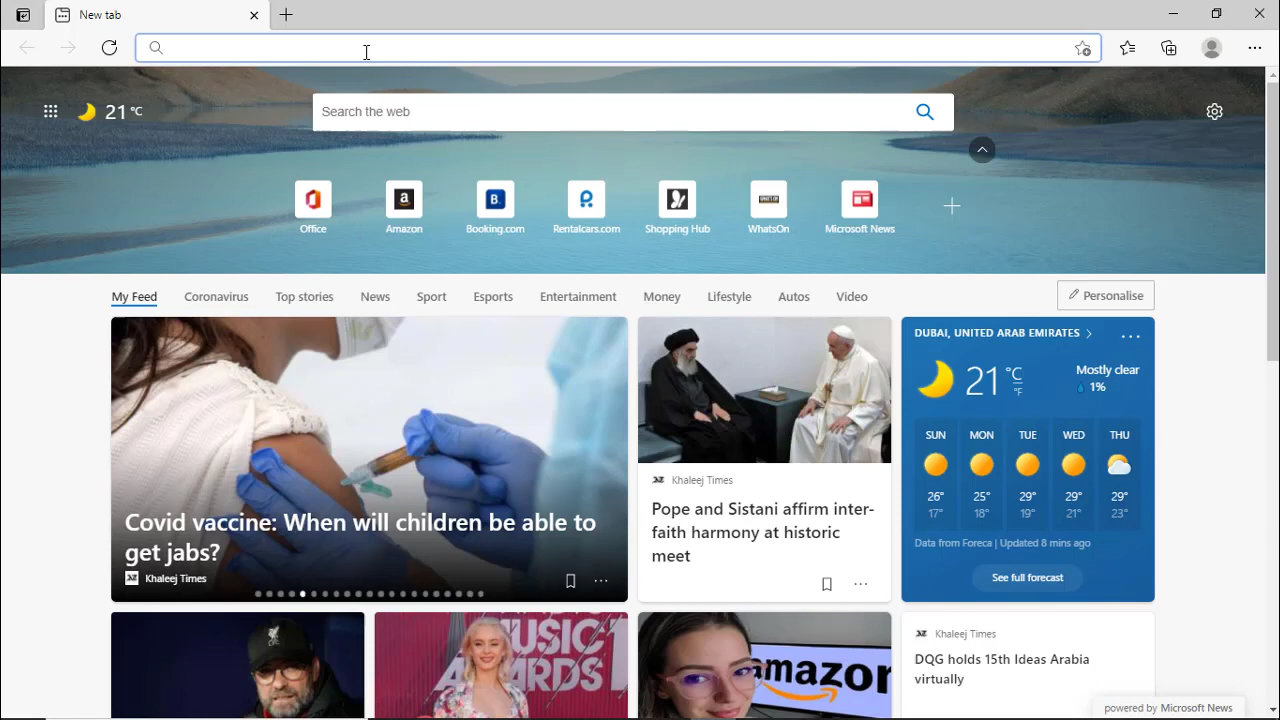 New tab
21 °C
Search the web
Office
Amazon
Booking.com
Rentalcars.com
Shopping Hub
WhatsOn
Microsoft News
My Feed
Coronavirus
Top stories
News
Sport
Esports
Entertainment
Money
Lifestyle
Autos
Video
Personalise
Covid vaccine: When will children be able to
get jabs?
Khaleej Times
Khaleej Times
Pope and Sistani affirm inter-
faith harmony at historic
meet
DUBAI, UNITED ARAB EMIRATES
21 °C
°F
Mostly clear
1%
SUN MON TUE WED THU
26° 25° 29° 29° 29°
17° 18° 19° 21° 23°
Data from Foreca | Updated 8 mins ago
See full forecast
MUSIC
AWARDS
amazon
Khaleej Times
DQG holds 15th Ideas Arabia
virtually
powered by Microsoft News